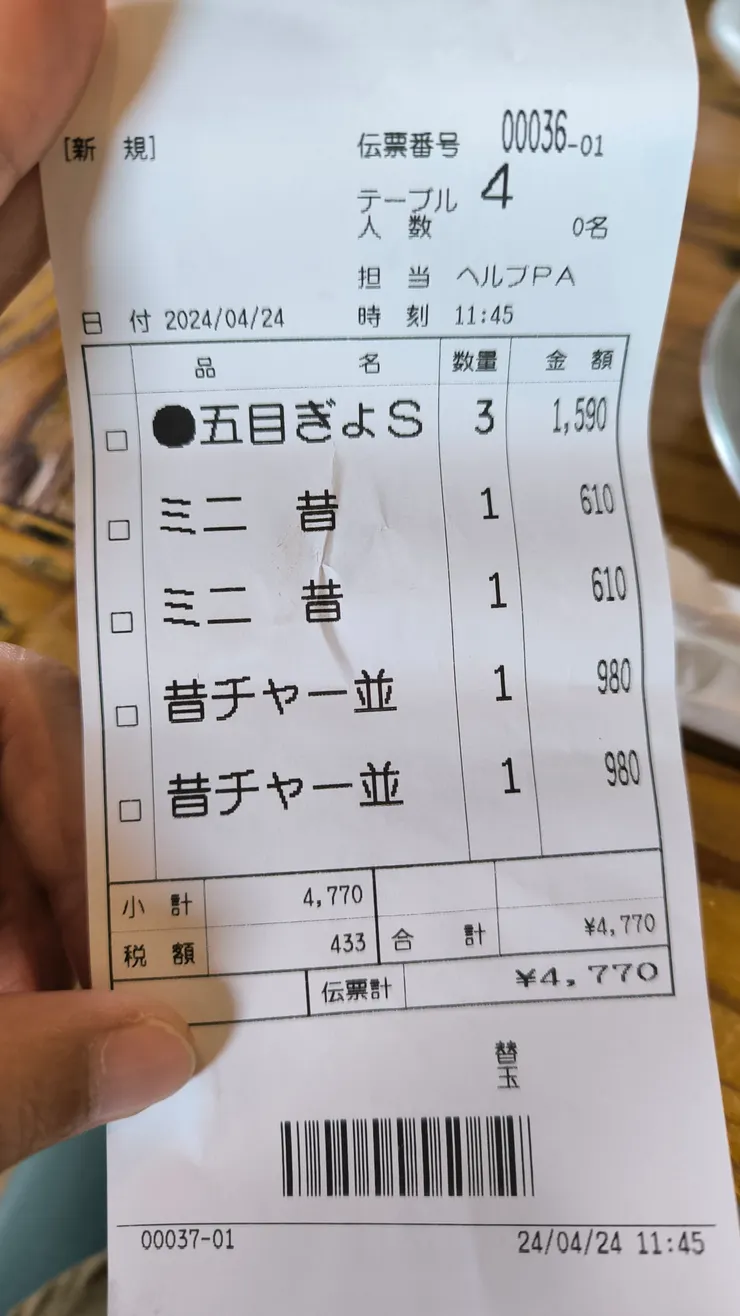 [新 規] 伝票番号 00036-01
テーブル 4
人 数 0名
担 当 ヘルプPA
日 付 2024/04/24 時 刻 11:45
品 名 数量 金 額
□ ●五目ぎょS 3 1,590
□ ミニ 昔 1 610
□ ミニ 昔 1 610
□ 昔チャー並 1 980
□ 昔チャー並 1 980
小 計 4,770
税 額 433 合 計 ¥4,770
伝票計 ¥4,770
替玉
00037-01 24/04/24 11:45